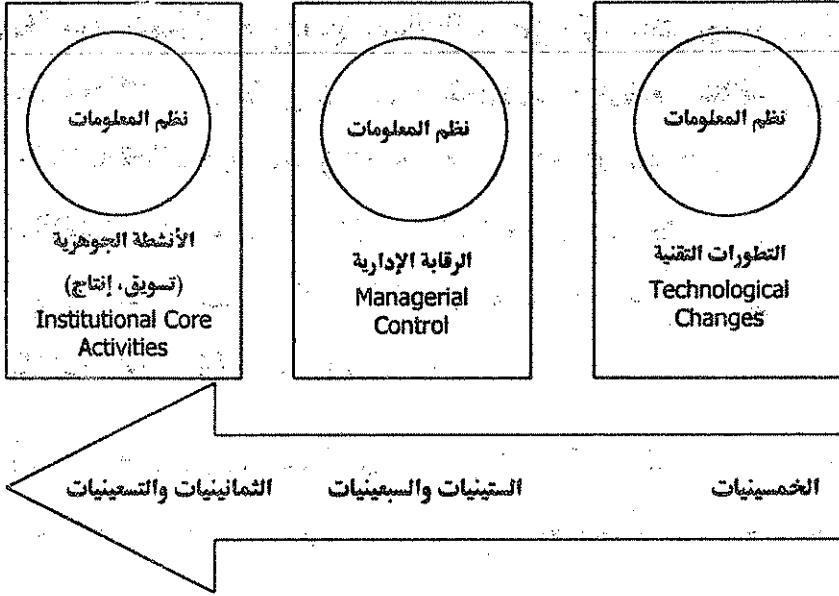 نظم المعلومات
التطورات التقنية
Technological
Changes
نظم المعلومات
الرقابة الإدارية
Managerial
Control
نظم المعلومات
الأنشطة الجوهرية
(تسويق، إنتاج)
Institutional Core
Activities
الخمسينيات
الستينيات والسبعينيات
الثمانينيات والتسعينيات